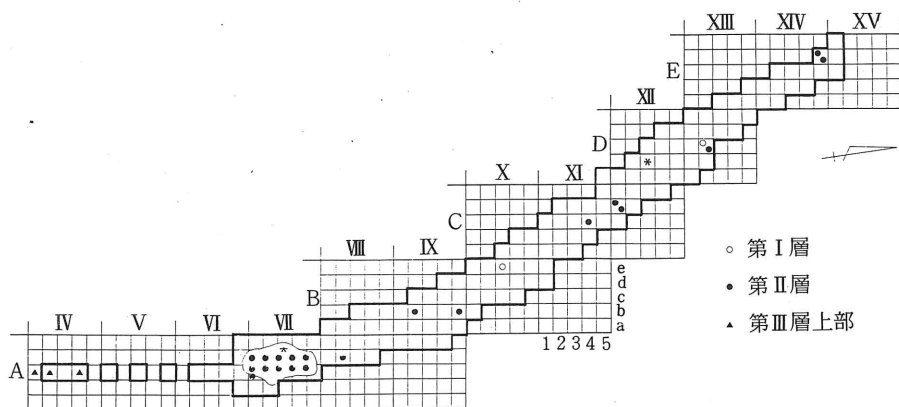 XIII XIV XV
E
XII
D
X XI
C
VIII IX
B
e
d
c
b
a
1 2 3 4 5
IV V VI VII
A
○ 第Ⅰ層
● 第Ⅱ層
▲ 第Ⅲ層上部